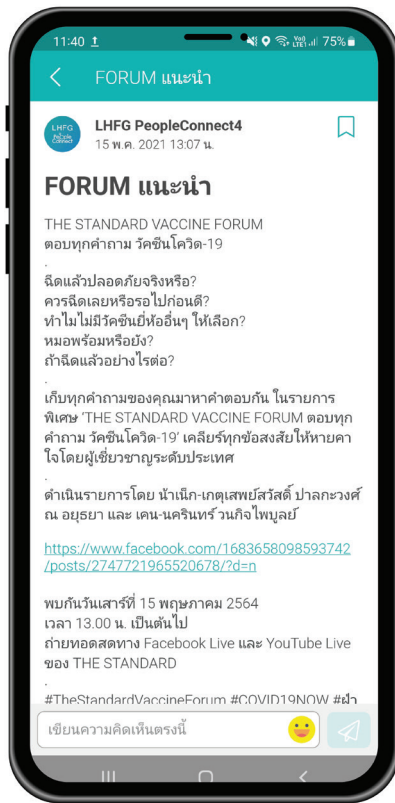 11:40
75%
FORUM แนะนำ
LHFG PeopleConnect4
15 พ.ค. 2021 13:07 น.
FORUM แนะนำ
THE STANDARD VACCINE FORUM
ตอบทุกคำถาม วัคซีนโควิด-19
.
ฉีดแล้วปลอดภัยจริงหรือ?
ควรฉีดเลยหรือรอไปก่อนดี?
ทำไมไม่มีวัคซีนยี่ห้ออื่นๆ ให้เลือก?
หมอพร้อมหรือยัง?
ถ้าฉีดแล้วอย่างไรต่อ?
.
เก็บทุกคำถามของคุณมาหาคำตอบกัน ในรายการ
พิเศษ ‘THE STANDARD VACCINE FORUM ตอบทุก
คำถาม วัคซีนโควิด-19’ เคลียร์ทุกข้อสงสัยให้หายคา
ใจโดยผู้เชี่ยวชาญระดับประเทศ
.
ดำเนินรายการโดย น้าเน็ก-เกตุเสพย์สวัสดิ์ ปาลกะวงศ์
ณ อยุธยา และ เคน-นครินทร์ วนกิจไพบูลย์
https://www.facebook.com/1683658098593742
/posts/2747721965520678/?d=n
พบกันวันเสาร์ที่ 15 พฤษภาคม 2564
เวลา 13.00 น. เป็นต้นไป
ถ่ายทอดสดทาง Facebook Live และ YouTube Live
ของ THE STANDARD
.
#TheStandardVaccineForum #COVID19NOW #ฝ่า
เขียนความคิดเห็นตรงนี้